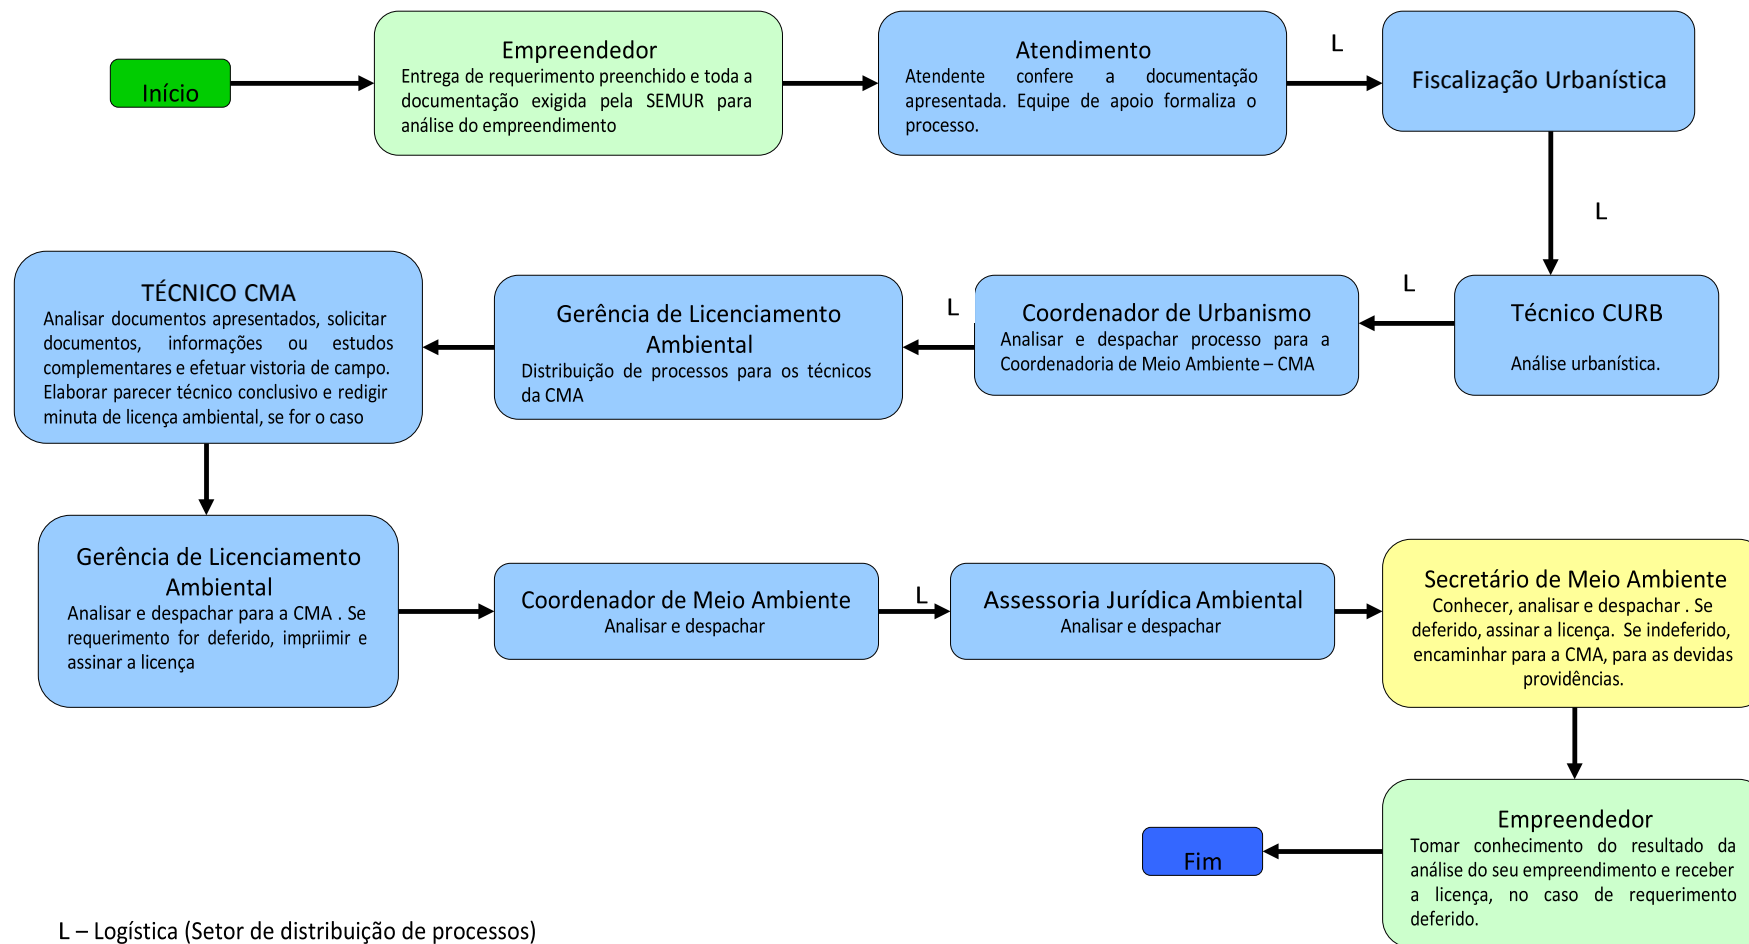 Início
Empreendedor
Entrega de requerimento preenchido e toda a
documentação exigida pela SEMUR para
análise do empreendimento
Atendimento
Atendente confere a documentação
apresentada. Equipe de apoio formaliza o
processo.
L
Fiscalização Urbanística
L
TÉCNICO CMA
Analisar documentos apresentados, solicitar
documentos, informações ou estudos
complementares e efetuar vistoria de campo.
Elaborar parecer técnico conclusivo e redigir
minuta de licença ambiental, se for o caso
Gerência de Licenciamento
Ambiental
Distribuição de processos para os técnicos
da CMA
L
Coordenador de Urbanismo
Analisar e despachar processo para a
Coordenadoria de Meio Ambiente – CMA
L
Técnico CURB
Análise urbanística.
Gerência de Licenciamento
Ambiental
Analisar e despachar para a CMA . Se
requerimento for deferido, impriimir e
assinar a licença
Coordenador de Meio Ambiente
Analisar e despachar
L
Assessoria Jurídica Ambiental
Analisar e despachar
Secretário de Meio Ambiente
Conhecer, analisar e despachar . Se
deferido, assinar a licença. Se indeferido,
encaminhar para a CMA, para as devidas
providências.
Fim
Empreendedor
Tomar conhecimento do resultado da
análise do seu empreendimento e receber
a licença, no caso de requerimento
deferido.
L – Logística (Setor de distribuição de processos)